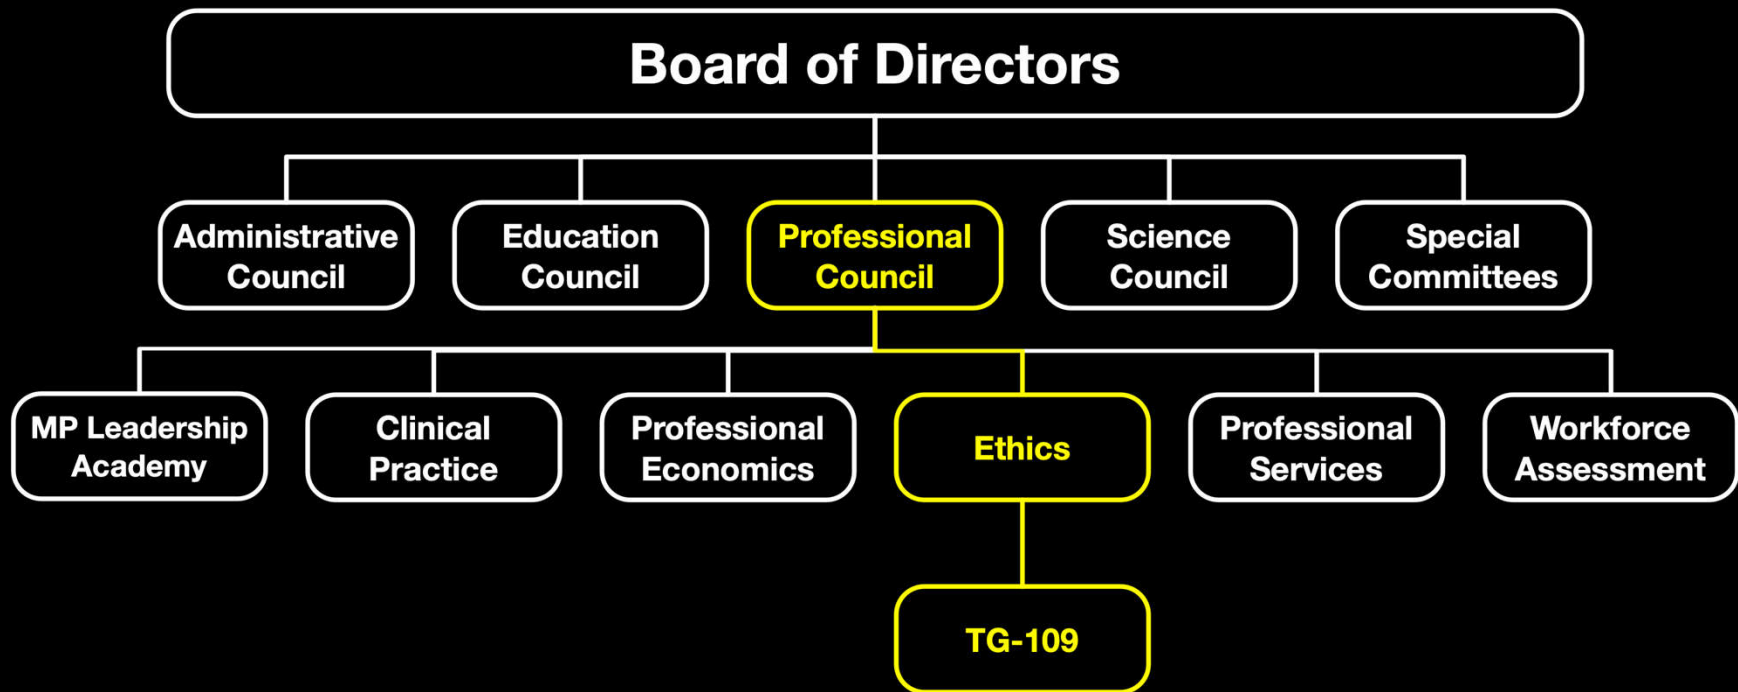 Board of Directors
Administrative
Council
Education
Council
Professional
Council
Science
Council
Special
Committees
MP Leadership
Academy
Clinical
Practice
Professional
Economics
Ethics
Professional
Services
Workforce
Assessment
TG-109